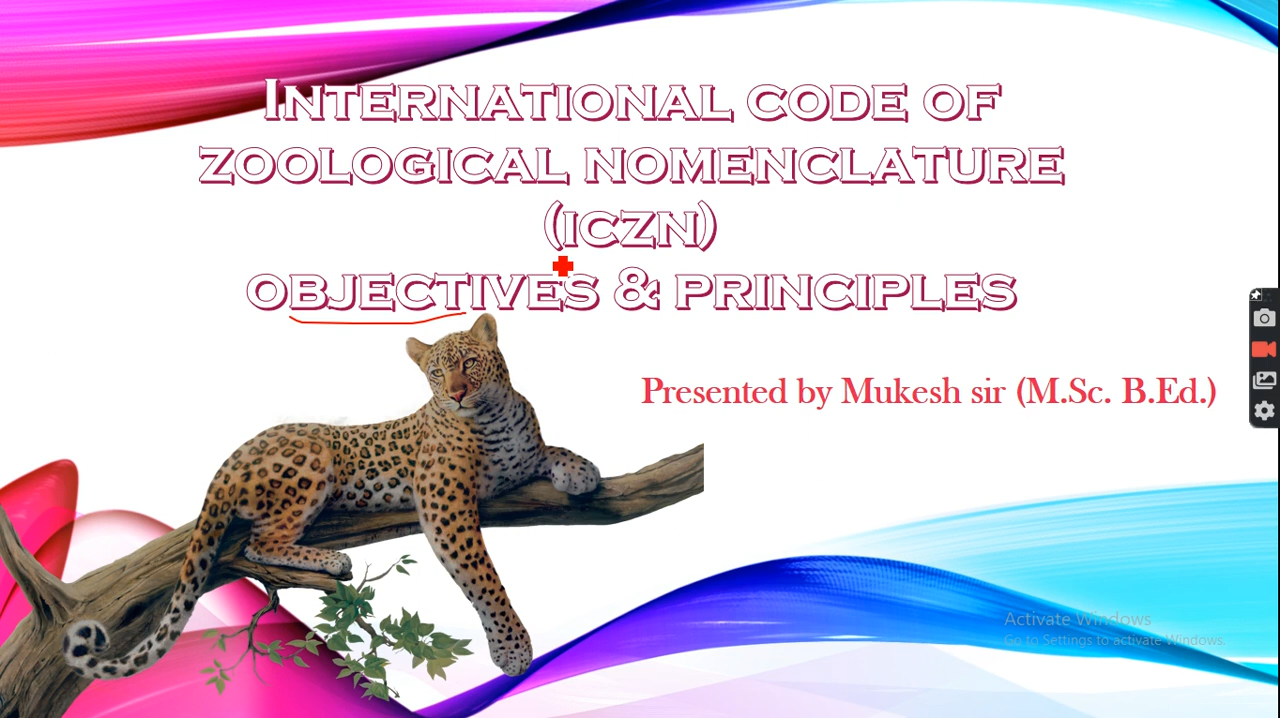 INTERNATIONAL CODE OF
ZOOLOGICAL NOMENCLATURE
(ICZN)
OBJECTIVES & PRINCIPLES
Presented by Mukesh sir (M.Sc. B.Ed.)
Activate Windows
Go to Settings to activate Windows.